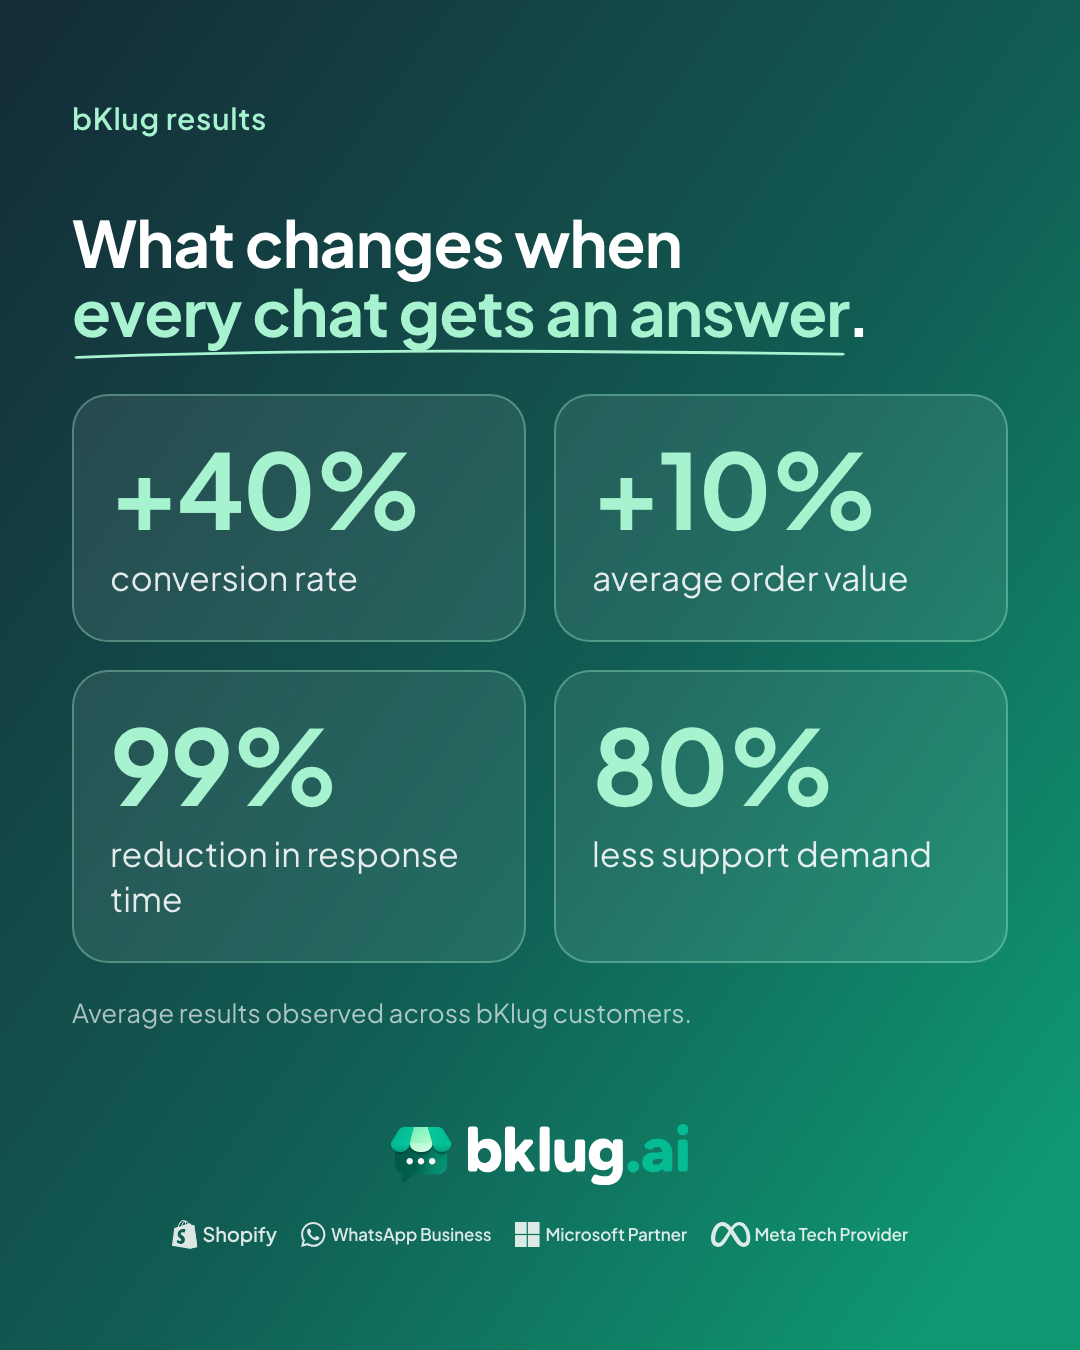 bKlug results
What changes when
every chat gets an answer.
+40%
conversion rate
+10%
average order value
99%
reduction in response
time
80%
less support demand
Average results observed across bKlug customers.
bklug.ai
Shopify
WhatsApp Business
Microsoft Partner
Meta Tech Provider